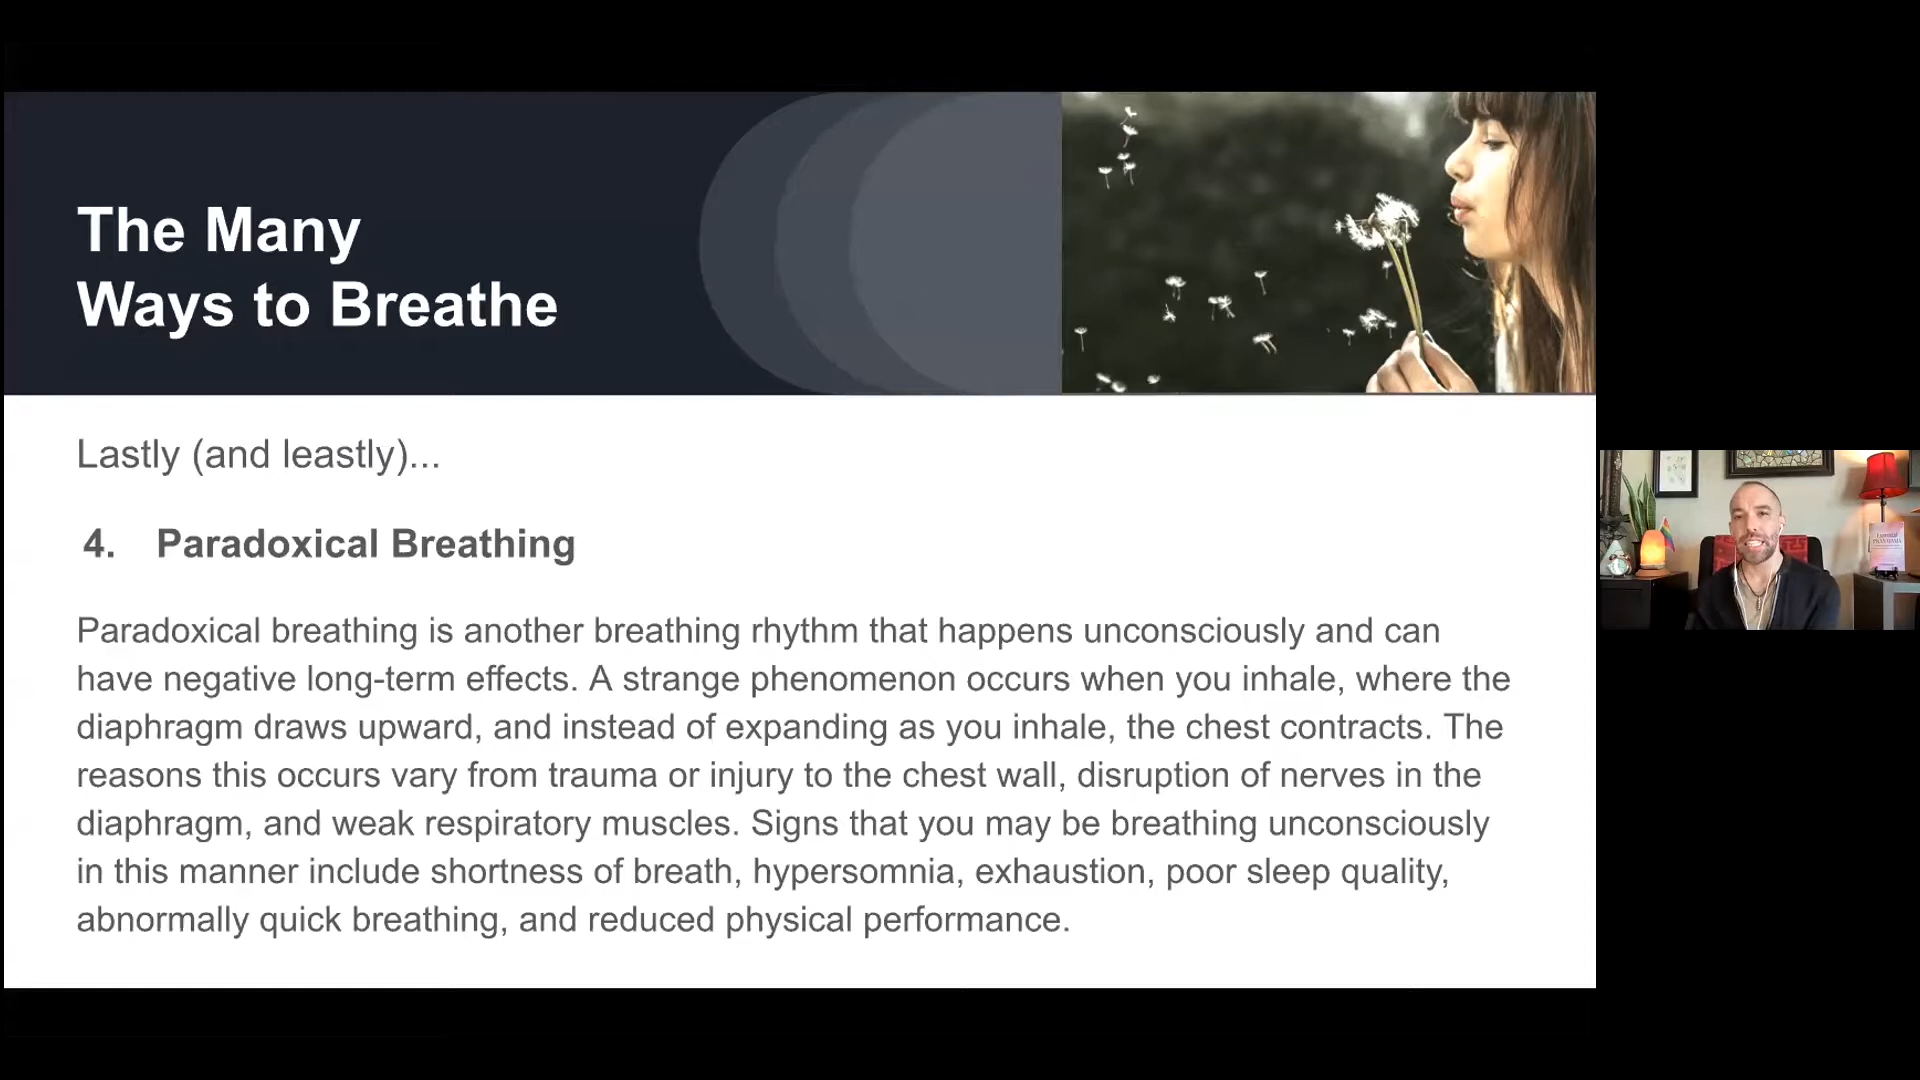 The Many
Ways to Breathe
Lastly (and leastly)...
4. Paradoxical Breathing
Paradoxical breathing is another breathing rhythm that happens unconsciously and can
have negative long-term effects. A strange phenomenon occurs when you inhale, where the
diaphragm draws upward, and instead of expanding as you inhale, the chest contracts. The
reasons this occurs vary from trauma or injury to the chest wall, disruption of nerves in the
diaphragm, and weak respiratory muscles. Signs that you may be breathing unconsciously
in this manner include shortness of breath, hypersomnia, exhaustion, poor sleep quality,
abnormally quick breathing, and reduced physical performance.
Essential
PRANAYAMA